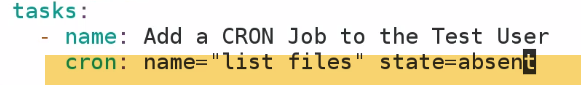 tasks:
- name: Add a CRON Job to the Test User
cron: name="list files" state=absent